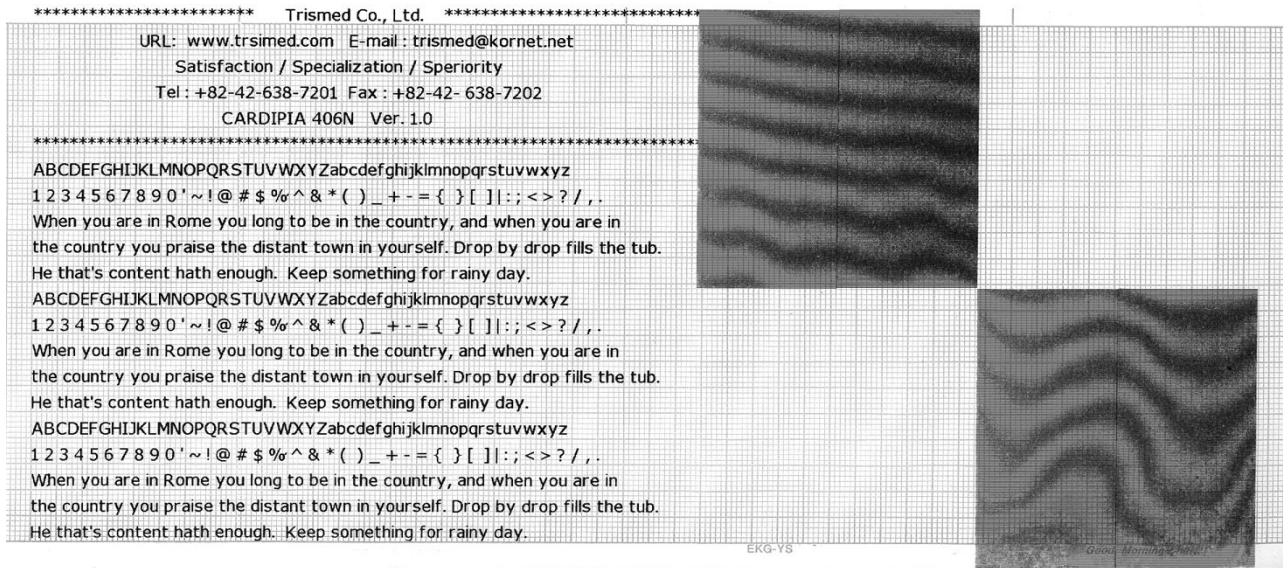 ************************ Trismed Co., Ltd. ****************************
URL: www.trsimed.com E-mail : trismed@kornet.net
Satisfaction / Specialization / Speriority
Tel : +82-42-638-7201 Fax : +82-42- 638-7202
CARDIPIA 406N Ver. 1.0
************************************************************************
ABCDEFGHIJKLMNOPQRSTUVWXYZabcdefghijklmnopqrstuvwxyz
1 2 3 4 5 6 7 8 9 0 ' ~ ! @ # $ % ^ & * ( ) _ + - = { } [ ] | : ; < > ? / , .
When you are in Rome you long to be in the country, and when you are in
the country you praise the distant town in yourself. Drop by drop fills the tub.
He that's content hath enough. Keep something for rainy day.
ABCDEFGHIJKLMNOPQRSTUVWXYZabcdefghijklmnopqrstuvwxyz
1 2 3 4 5 6 7 8 9 0 ' ~ ! @ # $ % ^ & * ( ) _ + - = { } [ ] | : ; < > ? / , .
When you are in Rome you long to be in the country, and when you are in
the country you praise the distant town in yourself. Drop by drop fills the tub.
He that's content hath enough. Keep something for rainy day.
ABCDEFGHIJKLMNOPQRSTUVWXYZabcdefghijklmnopqrstuvwxyz
1 2 3 4 5 6 7 8 9 0 ' ~ ! @ # $ % ^ & * ( ) _ + - = { } [ ] | : ; < > ? / , .
When you are in Rome you long to be in the country, and when you are in
the country you praise the distant town in yourself. Drop by drop fills the tub.
He that's content hath enough. Keep something for rainy day.
EKG-YS
Good Morning